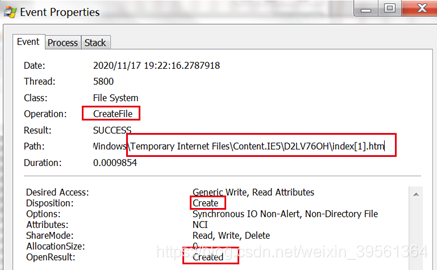 Event Properties
Event Process Stack
Date: 2020/11/17 19:22:16.2787918
Thread: 5800
Class: File System
Operation: CreateFile
Result: SUCCESS
Path: Windows\Temporary Internet Files\Content.IE5\D2LV76OH\index[1].htm
Duration: 0.0009854
Desired Access: Generic Write, Read Attributes
Disposition: Create
Options: Synchronous IO Non-Alert, Non-Directory File
Attributes: NCI
ShareMode: Read, Write, Delete
AllocationSize: 0
OpenResult: Created
https://blog.csdn.net/weixin_39561364